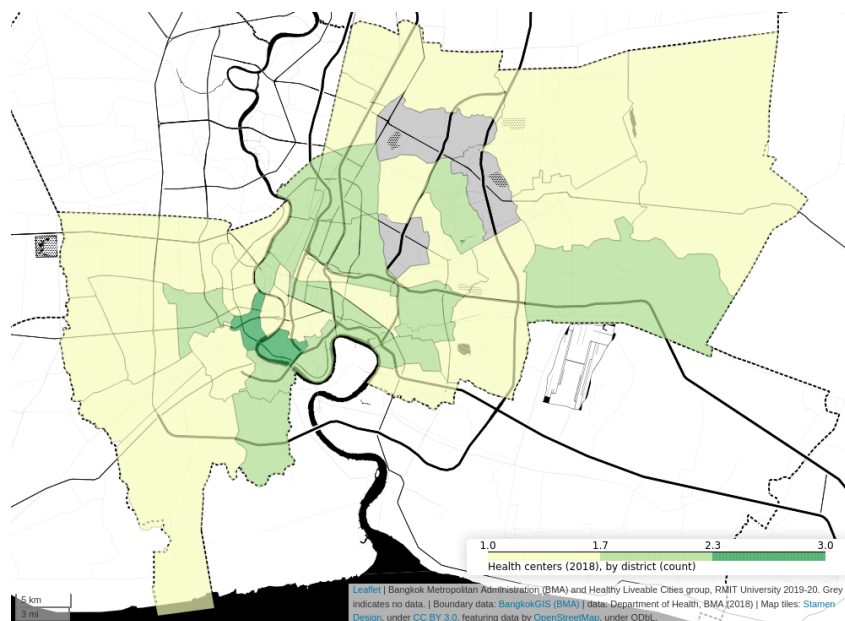 1.0 1.7 2.3 3.0
Health centers (2018), by district (count)
5 km
3 mi
Leaflet | Bangkok Metropolitan Administration (BMA) and Healthy Liveable Cities group, RMIT University 2019-20. Grey
indicates no data. | Boundary data: BangkokGIS (BMA) | data: Department of Health, BMA (2018) | Map tiles: Stamen
Design, under CC BY 3.0, featuring data by OpenStreetMap, under ODbL.